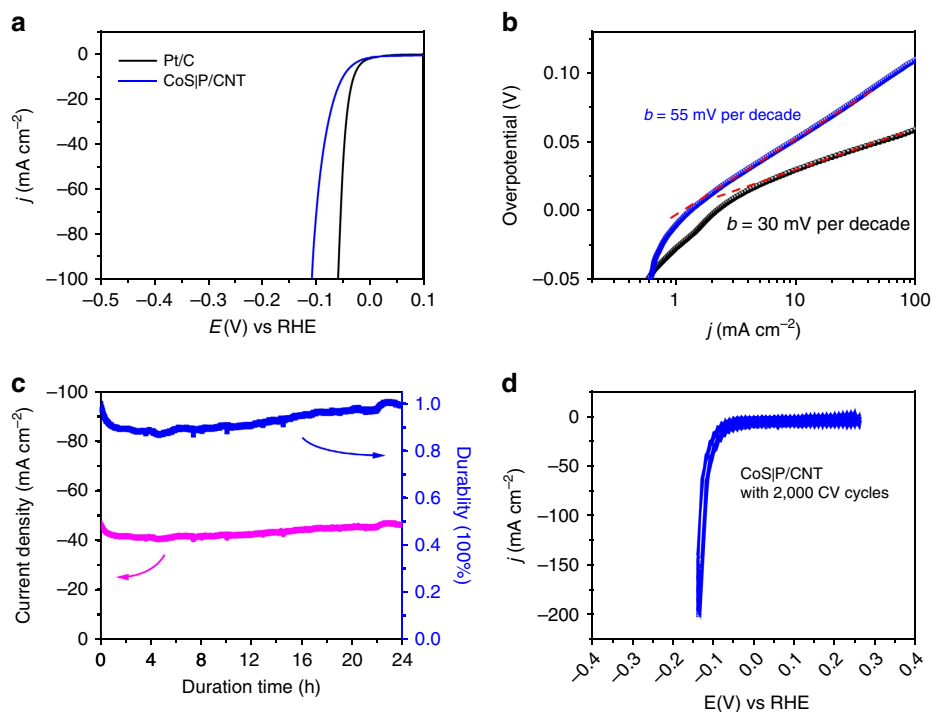 a
0
−20
−40
−60
−80
−100
j (mA cm−2)
Pt/C
CoS|P/CNT
−0.5
−0.4
−0.3
−0.2
−0.1
0.0
0.1
E(V) vs RHE
b
0.10
0.05
0.00
−0.05
Overpotential (V)
b = 55 mV per decade
b = 30 mV per decade
1
10
100
j (mA cm−2)
c
−100
−80
−60
−40
−20
0
Current density (mA cm−2)
1.0
0.8
0.6
0.4
0.2
0.0
Durability (100%)
0
4
8
12
16
20
24
Duration time (h)
d
0
−50
−100
−150
−200
j (mA cm−2)
CoS|P/CNT
with 2,000 CV cycles
−0.4
−0.3
−0.2
−0.1
0.0
0.1
0.2
0.3
0.4
E(V) vs RHE